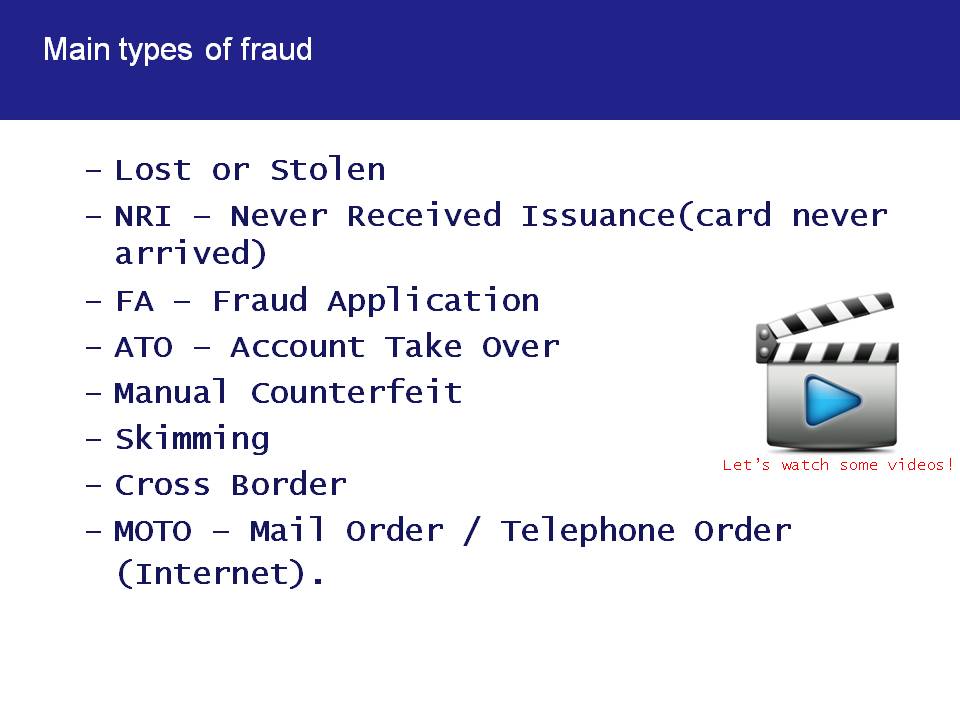 Main types of fraud
– Lost or Stolen
– NRI – Never Received Issuance(card never
arrived)
– FA – Fraud Application
– ATO – Account Take Over
– Manual Counterfeit
– Skimming
– Cross Border
– MOTO – Mail Order / Telephone Order
(Internet).
Let's watch some videos!